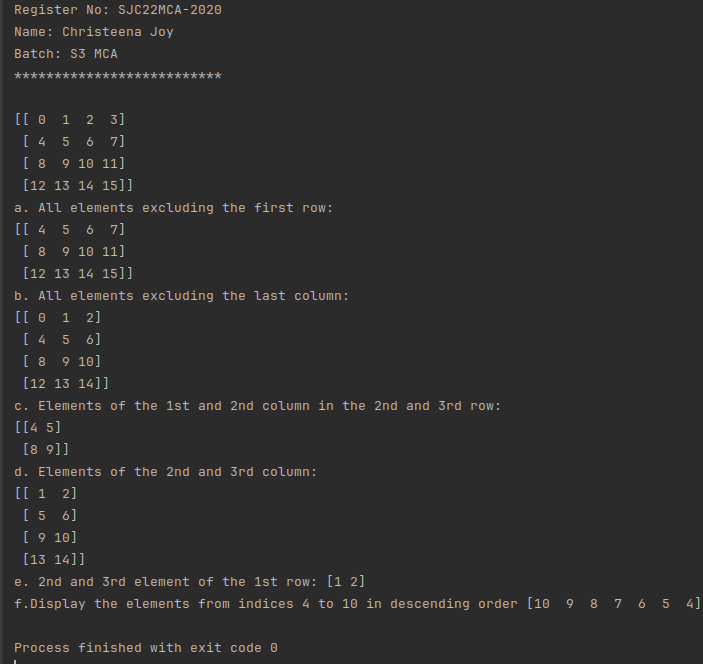 Register No: SJC22MCA-2020
Name: Christeena Joy
Batch: S3 MCA
**************************
[[ 0  1  2  3]
 [ 4  5  6  7]
 [ 8  9 10 11]
 [12 13 14 15]]
a. All elements excluding the first row:
[[ 4  5  6  7]
 [ 8  9 10 11]
 [12 13 14 15]]
b. All elements excluding the last column:
[[ 0  1  2]
 [ 4  5  6]
 [ 8  9 10]
 [12 13 14]]
c. Elements of the 1st and 2nd column in the 2nd and 3rd row:
[[4 5]
 [8 9]]
d. Elements of the 2nd and 3rd column:
[[ 1  2]
 [ 5  6]
 [ 9 10]
 [13 14]]
e. 2nd and 3rd element of the 1st row: [1 2]
f.Display the elements from indices 4 to 10 in descending order [10  9  8  7  6  5  4]
Process finished with exit code 0